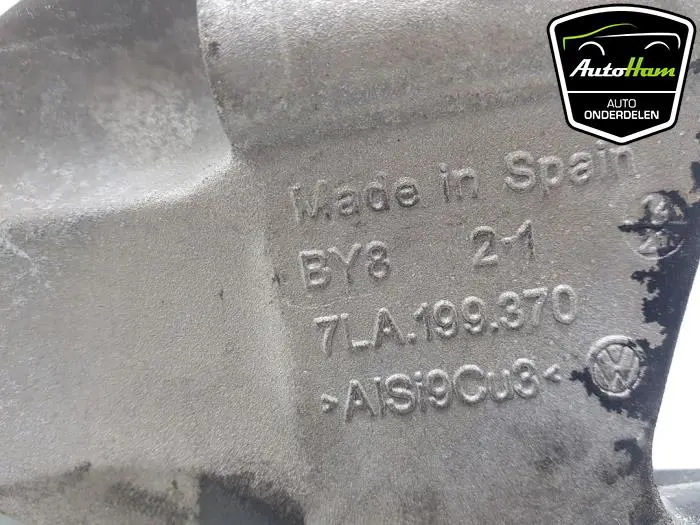 AutoHam
AUTO
ONDERDELEN
Made in Spain
BY8 2-1
7LA.199.370
>AlSi9Cu3<